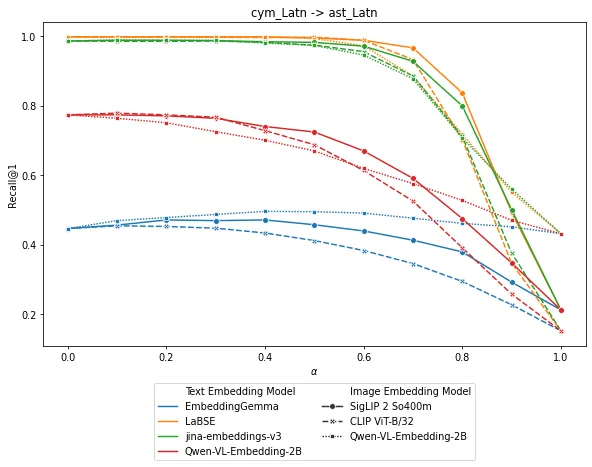 cym_Latn -> ast_Latn
Recall@1
1.0
0.8
0.6
0.4
0.2
0.0 0.2 0.4 0.6 0.8 1.0
α
Text Embedding Model Image Embedding Model
EmbeddingGemma SigLIP 2 So400m
LaBSE CLIP ViT-B/32
jina-embeddings-v3 Qwen-VL-Embedding-2B
Qwen-VL-Embedding-2B